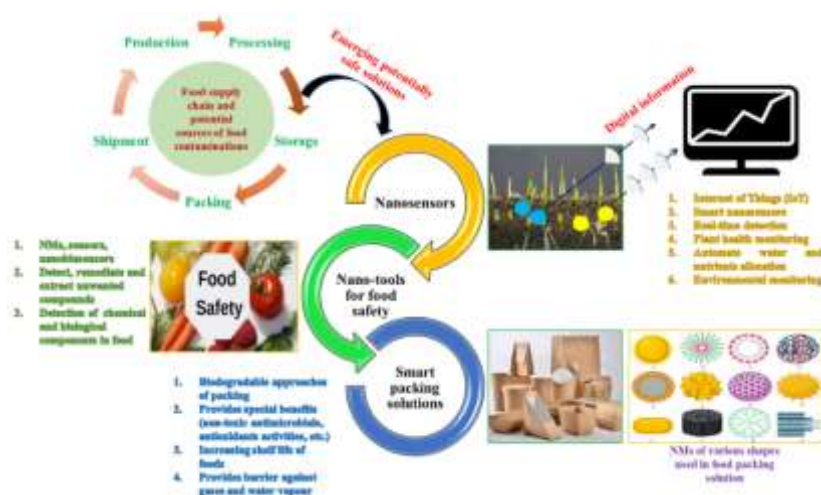 Production
Processing
Emerging potentially
safe solutions
Food supply
chain and
potential
sources of food
contaminations
Shipment
Storage
Packing
Digital information
Nanosensors
1. Internet of Things (IoT)
2. Smart nanosensors
3. Real-time detection
4. Plant health monitoring
5. Automate water and
nutrients allocation
6. Environmental monitoring
1. NMs, sensors,
nanobiosensors
2. Detect, remediate and
extract unwanted
compounds
3. Detection of chemical
and biological
components in food
Food
Safety
Nano-tools
for food
safety
Smart
packing
solutions
1. Biodegradable approaches
of packing
2. Provides special benefits
(non-toxic antimicrobials,
antioxidants activities, etc.)
3. Increasing shelf life of
foods
4. Provides barrier against
gases and water vapour
NMs of various shapes
used in food packing
solution